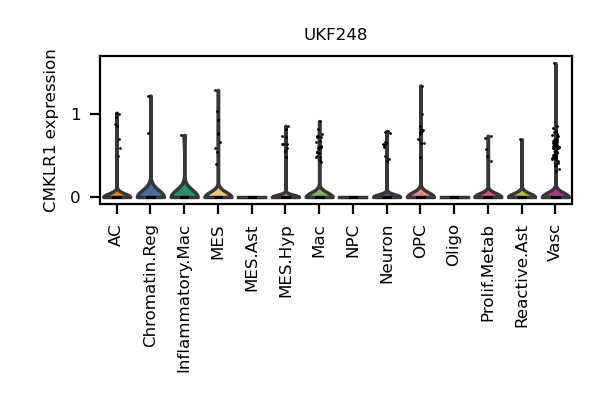 UKF248
CMKLR1 expression
1
0
AC
Chromatin.Reg
Inflammatory.Mac
MES
MES.Ast
MES.Hyp
Mac
NPC
Neuron
OPC
Oligo
Prolif.Metab
Reactive.Ast
Vasc